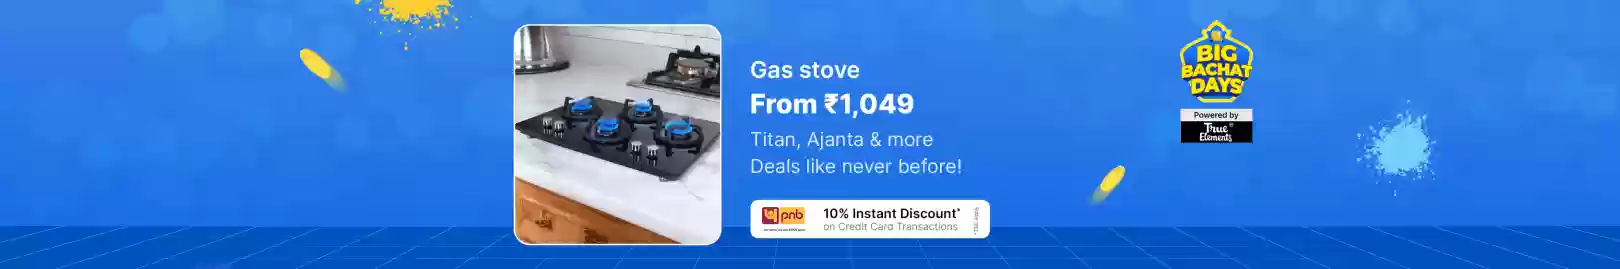 Gas stove
From ₹1,049
Titan, Ajanta & more
Deals like never before!
pnb
10% Instant Discount*
on Credit Card Transactions
*T&C Apply
BIG
BACHAT
DAYS
Powered by
True
Elements